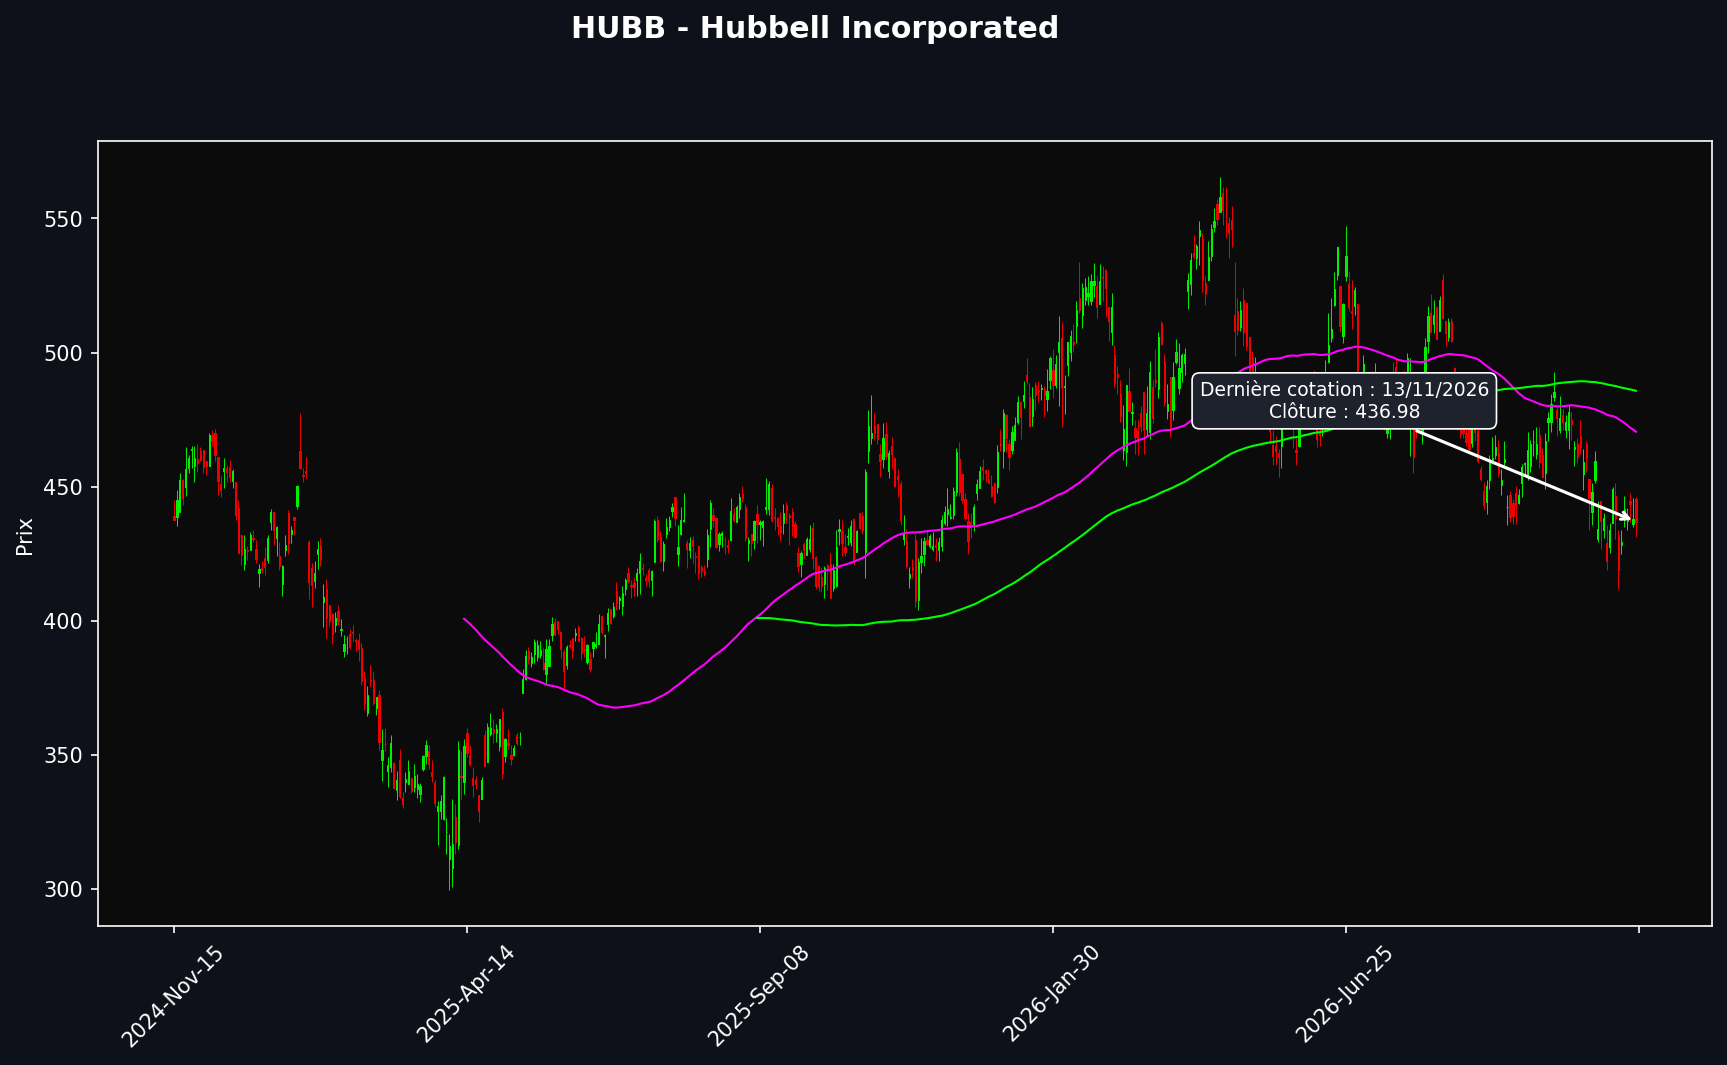 HUBB - Hubbell Incorporated
Prix
550
500
450
400
350
300
Dernière cotation : 13/11/2026
Clôture : 436.98
2024-Nov-15
2025-Apr-14
2025-Sep-08
2026-Jan-30
2026-Jun-25